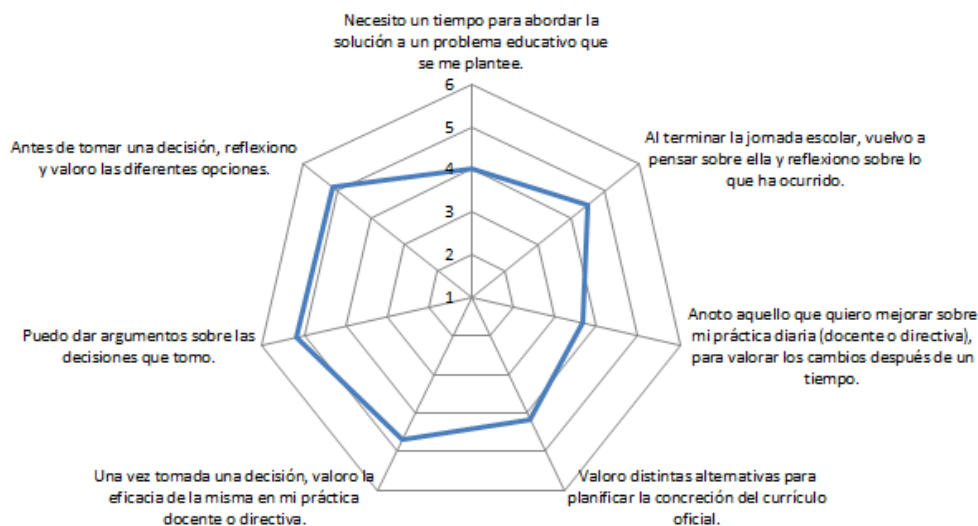 Necesito un tiempo para abordar la
solución a un problema educativo que
se me plantee.
6
5
4
3
2
1
Al terminar la jornada escolar, vuelvo a
pensar sobre ella y reflexiono sobre lo
que ha ocurrido.
Anoto aquello que quiero mejorar sobre
mi práctica diaria (docente o directiva),
para valorar los cambios después de un
tiempo.
Valoro distintas alternativas para
planificar la concreción del currículo
oficial.
Una vez tomada una decisión, valoro la
eficacia de la misma en mi práctica
docente o directiva.
Puedo dar argumentos sobre las
decisiones que tomo.
Antes de tomar una decisión, reflexiono
y valoro las diferentes opciones.